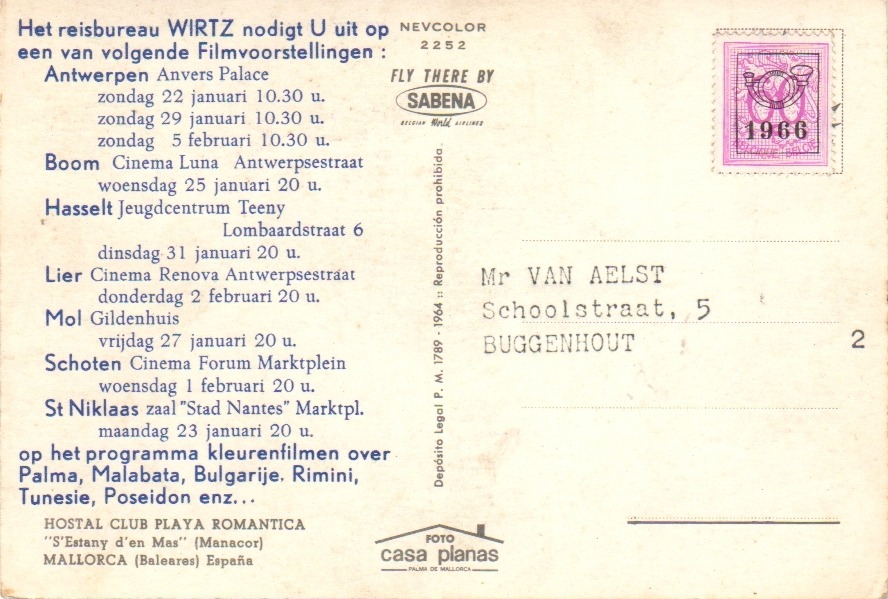 Het reisbureau WIRTZ nodigt U uit op
een van volgende Filmvoorstellingen :
Antwerpen Anvers Palace
zondag 22 januari 10.30 u.
zondag 29 januari 10.30 u.
zondag 5 februari 10.30 u.
Boom Cinema Luna Antwerpsestraat
woensdag 25 januari 20 u.
Hasselt Jeugdcentrum Teeny
Lombaardstraat 6
dinsdag 31 januari 20 u.
Lier Cinema Renova Antwerpsestraat
donderdag 2 februari 20 u.
Mol Gildenhuis
vrijdag 27 januari 20 u.
Schoten Cinema Forum Marktplein
woensdag 1 februari 20 u.
St Niklaas zaal "Stad Nantes" Marktpl.
maandag 23 januari 20 u.
op het programma kleurenfilmen over
Palma, Malabata, Bulgarije. Rimini,
Tunesie, Poseidon enz...
HOSTAL CLUB PLAYA ROMANTICA
"S'Estany d'en Mas" (Manacor)
MALLORCA (Baleares) España
NEVCOLOR
2252
FLY THERE BY
SABENA
BELGIAN World AIRLINES
Depósito Legal P. M. 1789 - 1964 :: Reproducción prohibida.
FOTO
casa planas
PALMA DE MALLORCA
1966
BELGIQUE BELGIE
Mr VAN AELST
Schoolstraat, 5
BUGGENHOUT
2